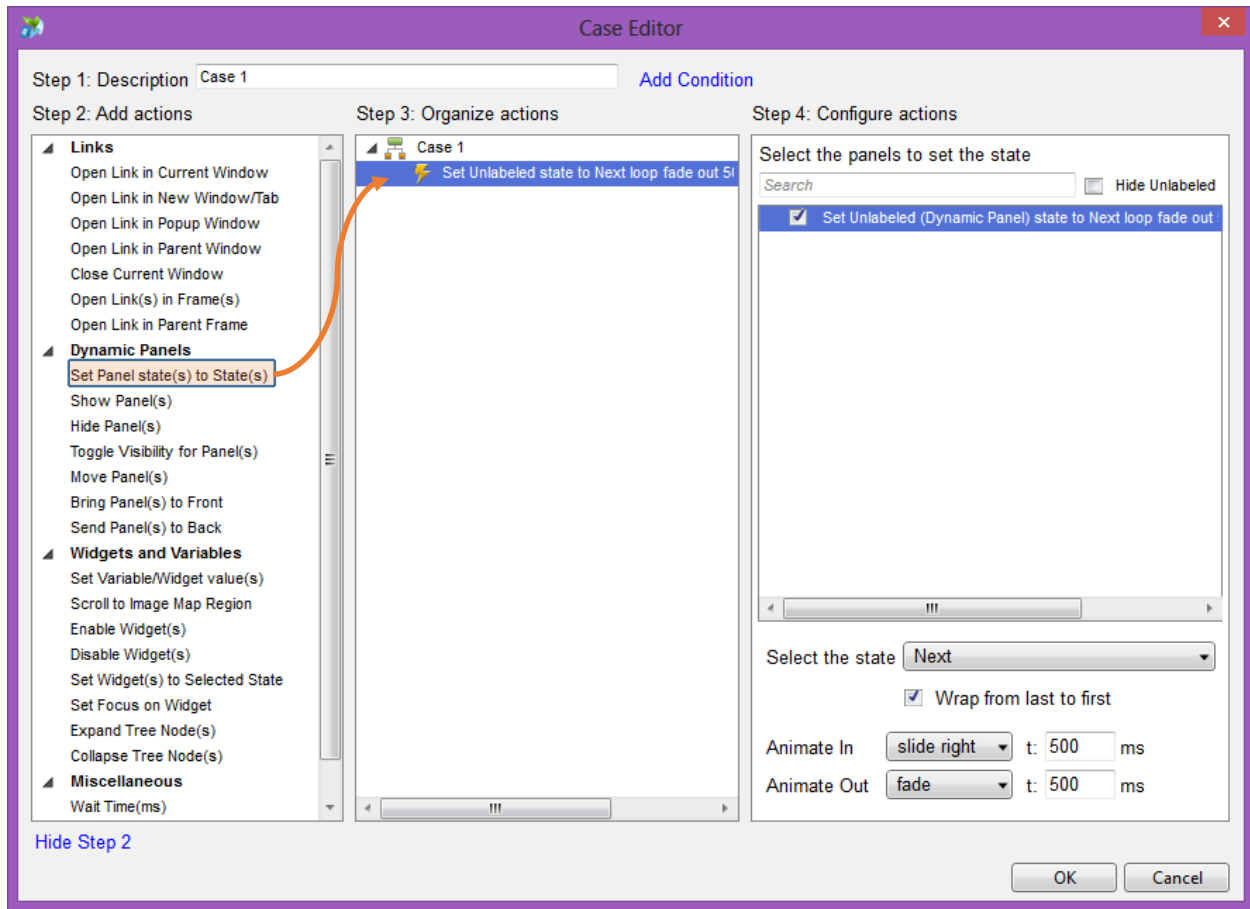 Case Editor
Step 1: Description Case 1 Add Condition
Step 2: Add actions
Links
Open Link in Current Window
Open Link in New Window/Tab
Open Link in Popup Window
Open Link in Parent Window
Close Current Window
Open Link(s) in Frame(s)
Open Link in Parent Frame
Dynamic Panels
Set Panel state(s) to State(s)
Show Panel(s)
Hide Panel(s)
Toggle Visibility for Panel(s)
Move Panel(s)
Bring Panel(s) to Front
Send Panel(s) to Back
Widgets and Variables
Set Variable/Widget value(s)
Scroll to Image Map Region
Enable Widget(s)
Disable Widget(s)
Set Widget(s) to Selected State
Set Focus on Widget
Expand Tree Node(s)
Collapse Tree Node(s)
Miscellaneous
Wait Time(ms)
Hide Step 2
Step 3: Organize actions
Case 1
Set Unlabeled state to Next loop fade out
Step 4: Configure actions
Select the panels to set the state
Search Hide Unlabeled
Set Unlabeled (Dynamic Panel) state to Next loop fade out
Select the state Next
Wrap from last to first
Animate In slide right t: 500 ms
Animate Out fade t: 500 ms
OK Cancel